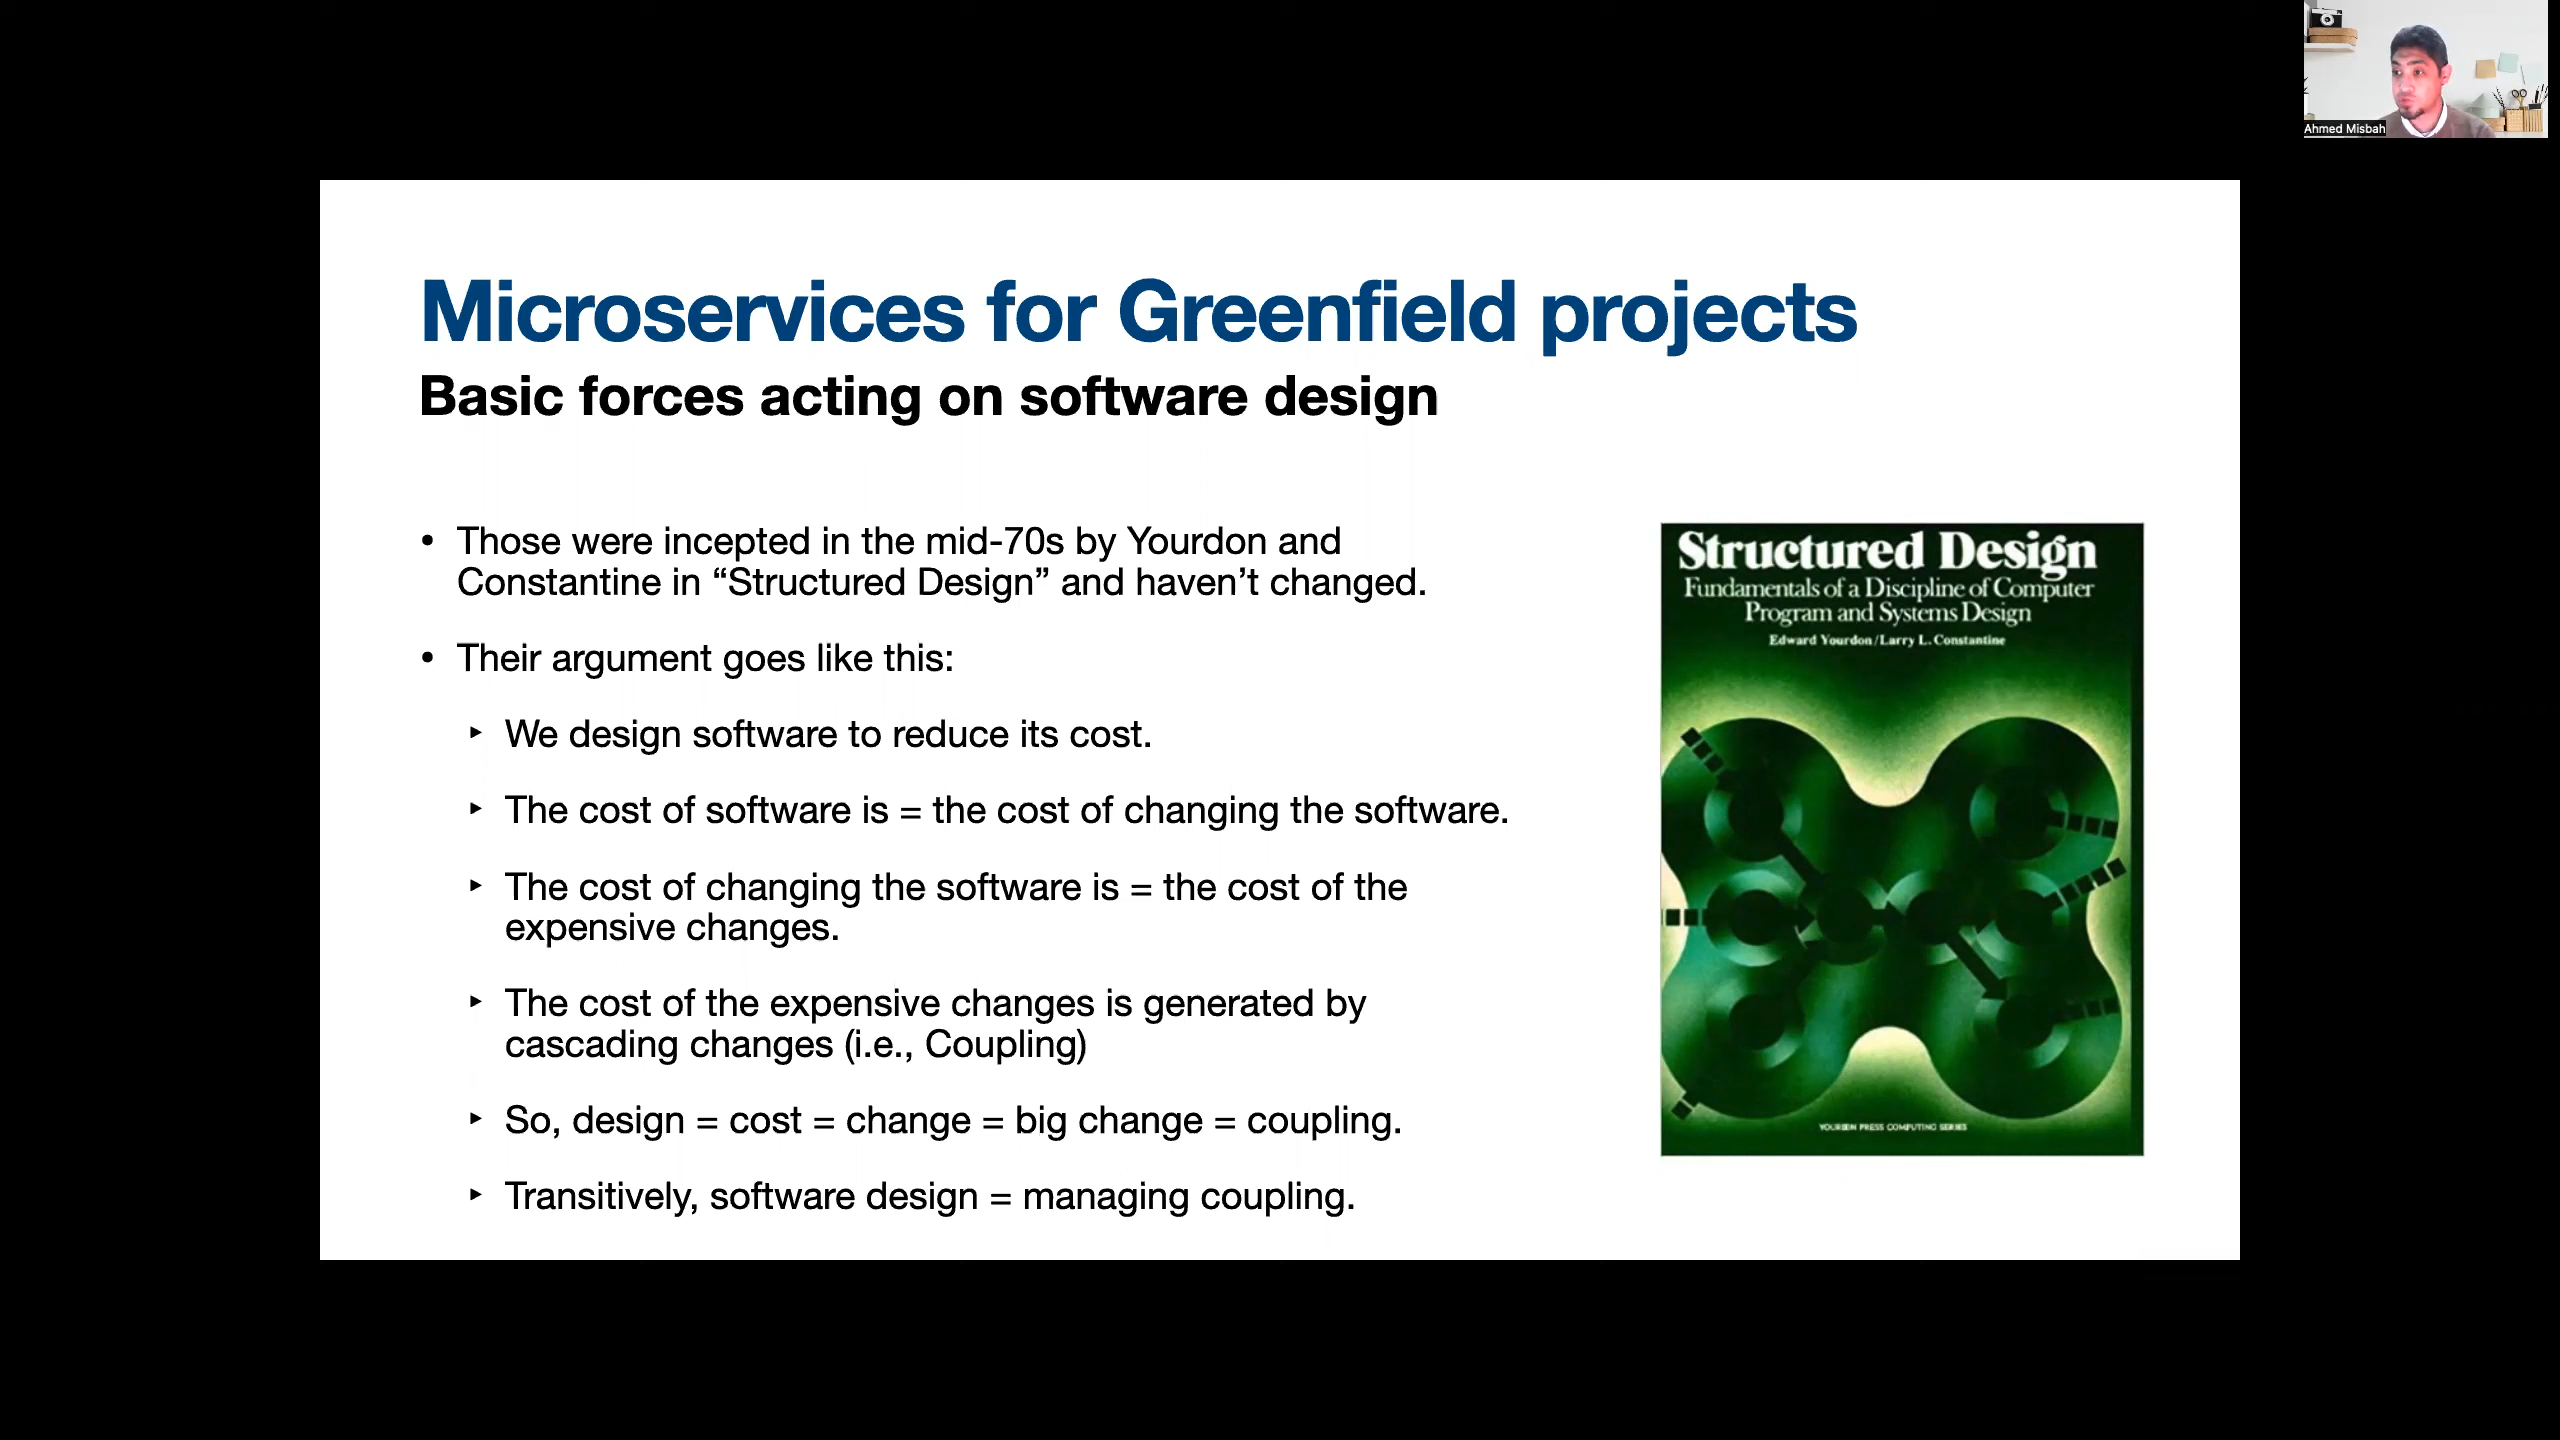 Ahmed Misbah
Microservices for Greenfield projects
Basic forces acting on software design
• Those were incepted in the mid-70s by Yourdon and
Constantine in “Structured Design” and haven’t changed.
• Their argument goes like this:
‣ We design software to reduce its cost.
‣ The cost of software is = the cost of changing the software.
‣ The cost of changing the software is = the cost of the
expensive changes.
‣ The cost of the expensive changes is generated by
cascading changes (i.e., Coupling)
‣ So, design = cost = change = big change = coupling.
‣ Transitively, software design = managing coupling.
Structured Design
Fundamentals of a Discipline of Computer
Program and Systems Design
Edward Yourdon/Larry L. Constantine
YOURDON PRESS COMPUTING SERIES